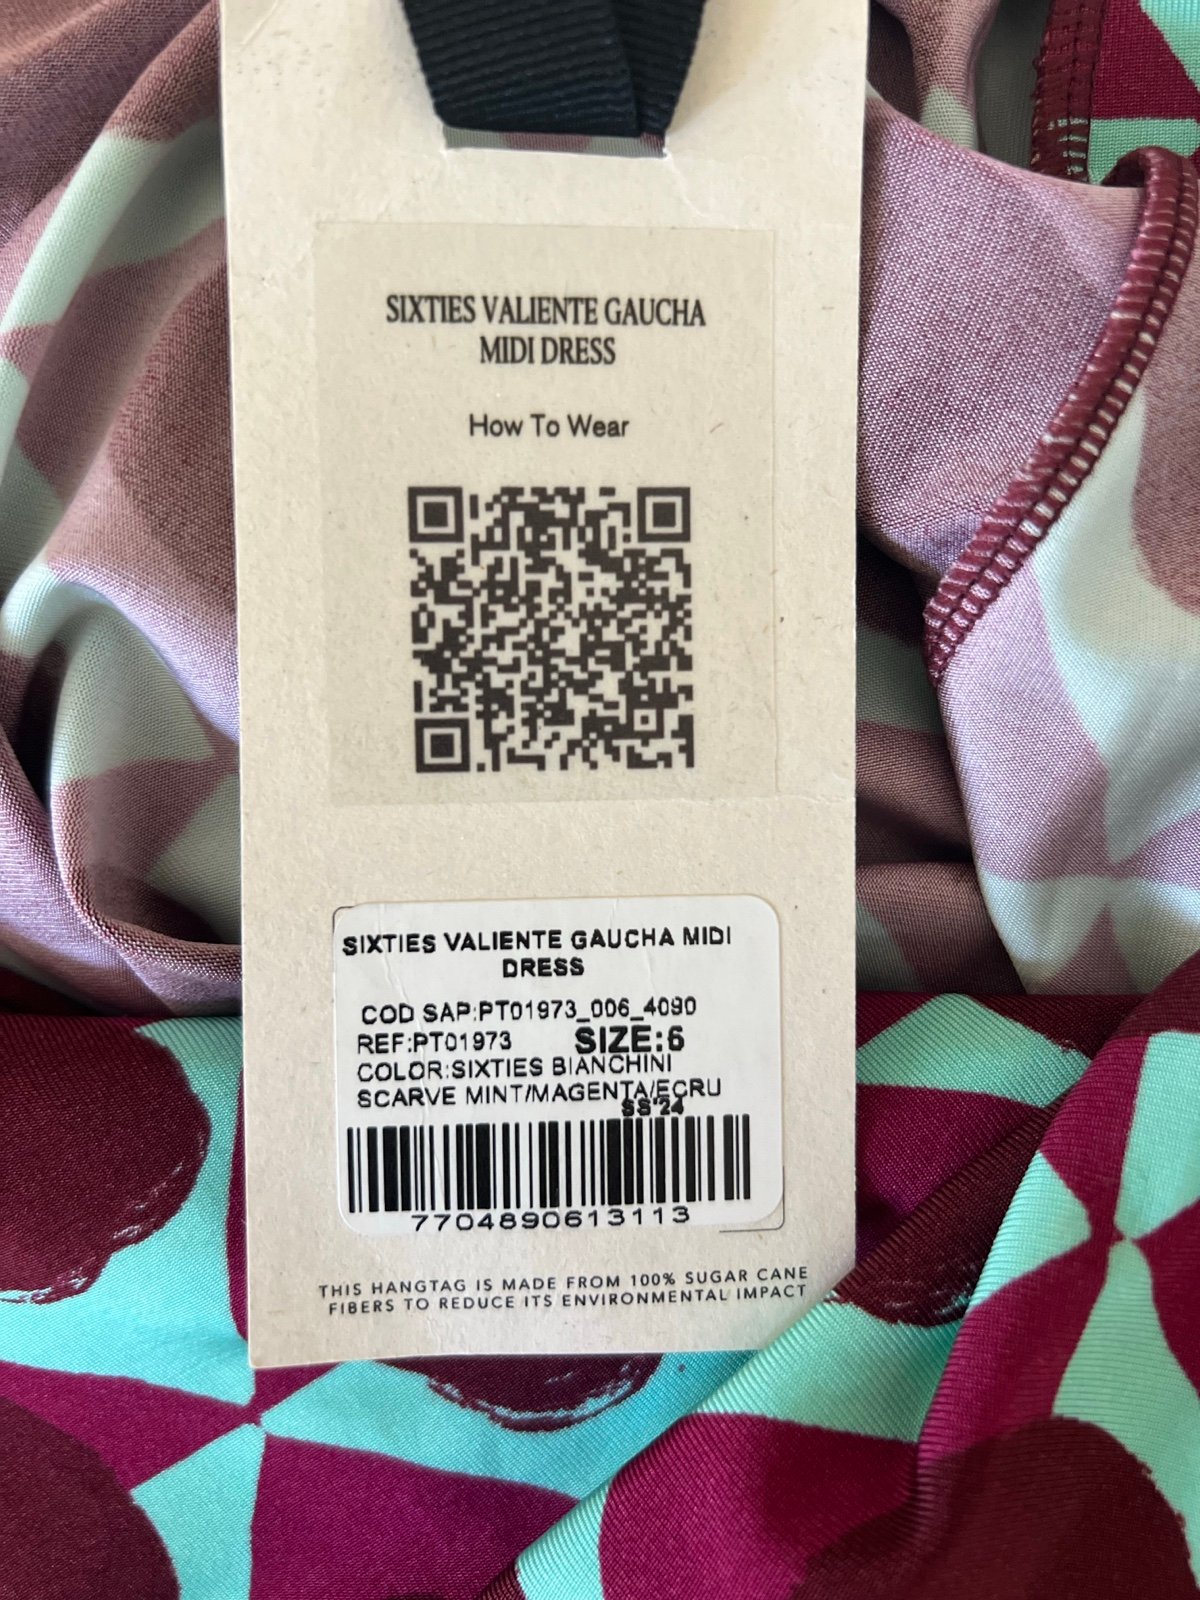 SIXTIES VALIENTE GAUCHA
MIDI DRESS
How To Wear
SIXTIES VALIENTE GAUCHA MIDI
DRESS
COD SAP:PT01973_006_4090
REF:PT01973 SIZE:6
COLOR:SIXTIES BIANCHINI
SCARVE MINT/MAGENTA/ECRU
SS'24
7704890613113
THIS HANGTAG IS MADE FROM 100% SUGAR CANE
FIBERS TO REDUCE ITS ENVIRONMENTAL IMPACT